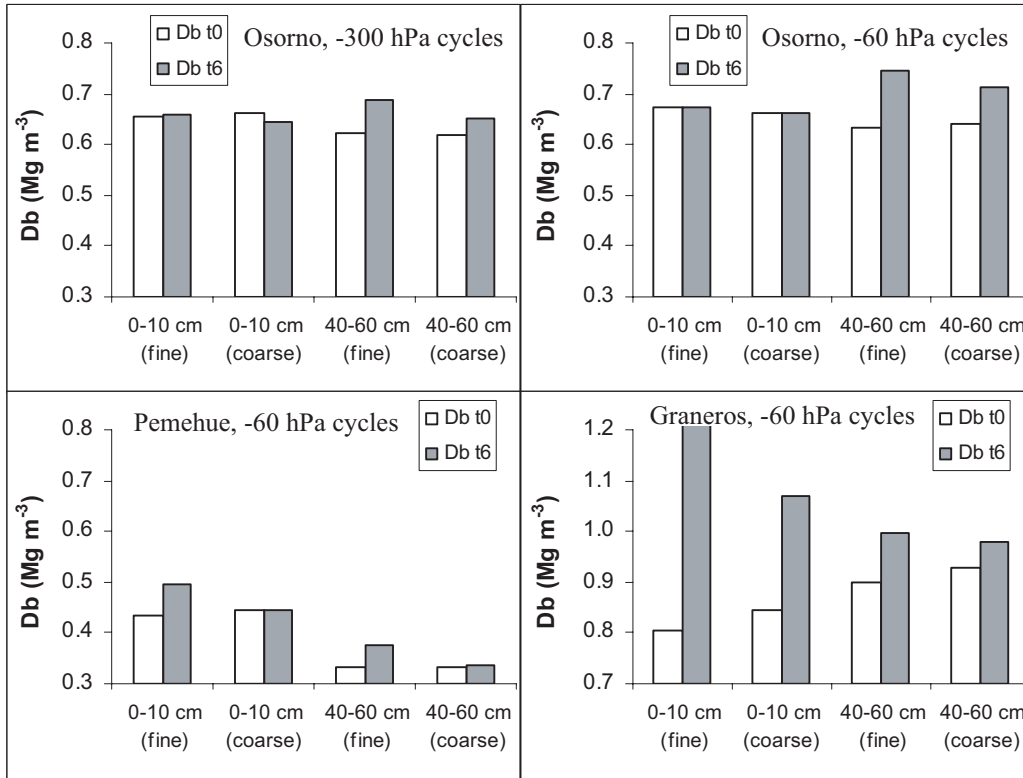 Osorno, -300 hPa cycles
Db t0
Db t6
Db (Mg m-3)
0.8
0.7
0.6
0.5
0.4
0.3
0-10 cm (fine)
0-10 cm (coarse)
40-60 cm (fine)
40-60 cm (coarse)
Osorno, -60 hPa cycles
Db t0
Db t6
Db (Mg m-3)
0.8
0.7
0.6
0.5
0.4
0.3
0-10 cm (fine)
0-10 cm (coarse)
40-60 cm (fine)
40-60 cm (coarse)
Pemehue, -60 hPa cycles
Db t0
Db t6
Db (Mg m-3)
0.8
0.7
0.6
0.5
0.4
0.3
0-10 cm (fine)
0-10 cm (coarse)
40-60 cm (fine)
40-60 cm (coarse)
Graneros, -60 hPa cycles
Db t0
Db t6
Db (Mg m-3)
1.2
1.1
1.0
0.9
0.8
0.7
0-10 cm (fine)
0-10 cm (coarse)
40-60 cm (fine)
40-60 cm (coarse)